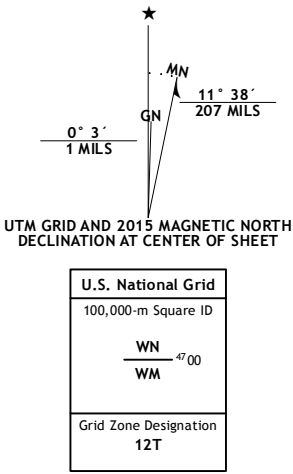 ★
MN
11° 38´
207 MILS
GN
0° 3´
1 MILS
UTM GRID AND 2015 MAGNETIC NORTH
DECLINATION AT CENTER OF SHEET
U.S. National Grid
100,000-m Square ID
WN
4700
WM
Grid Zone Designation
12T